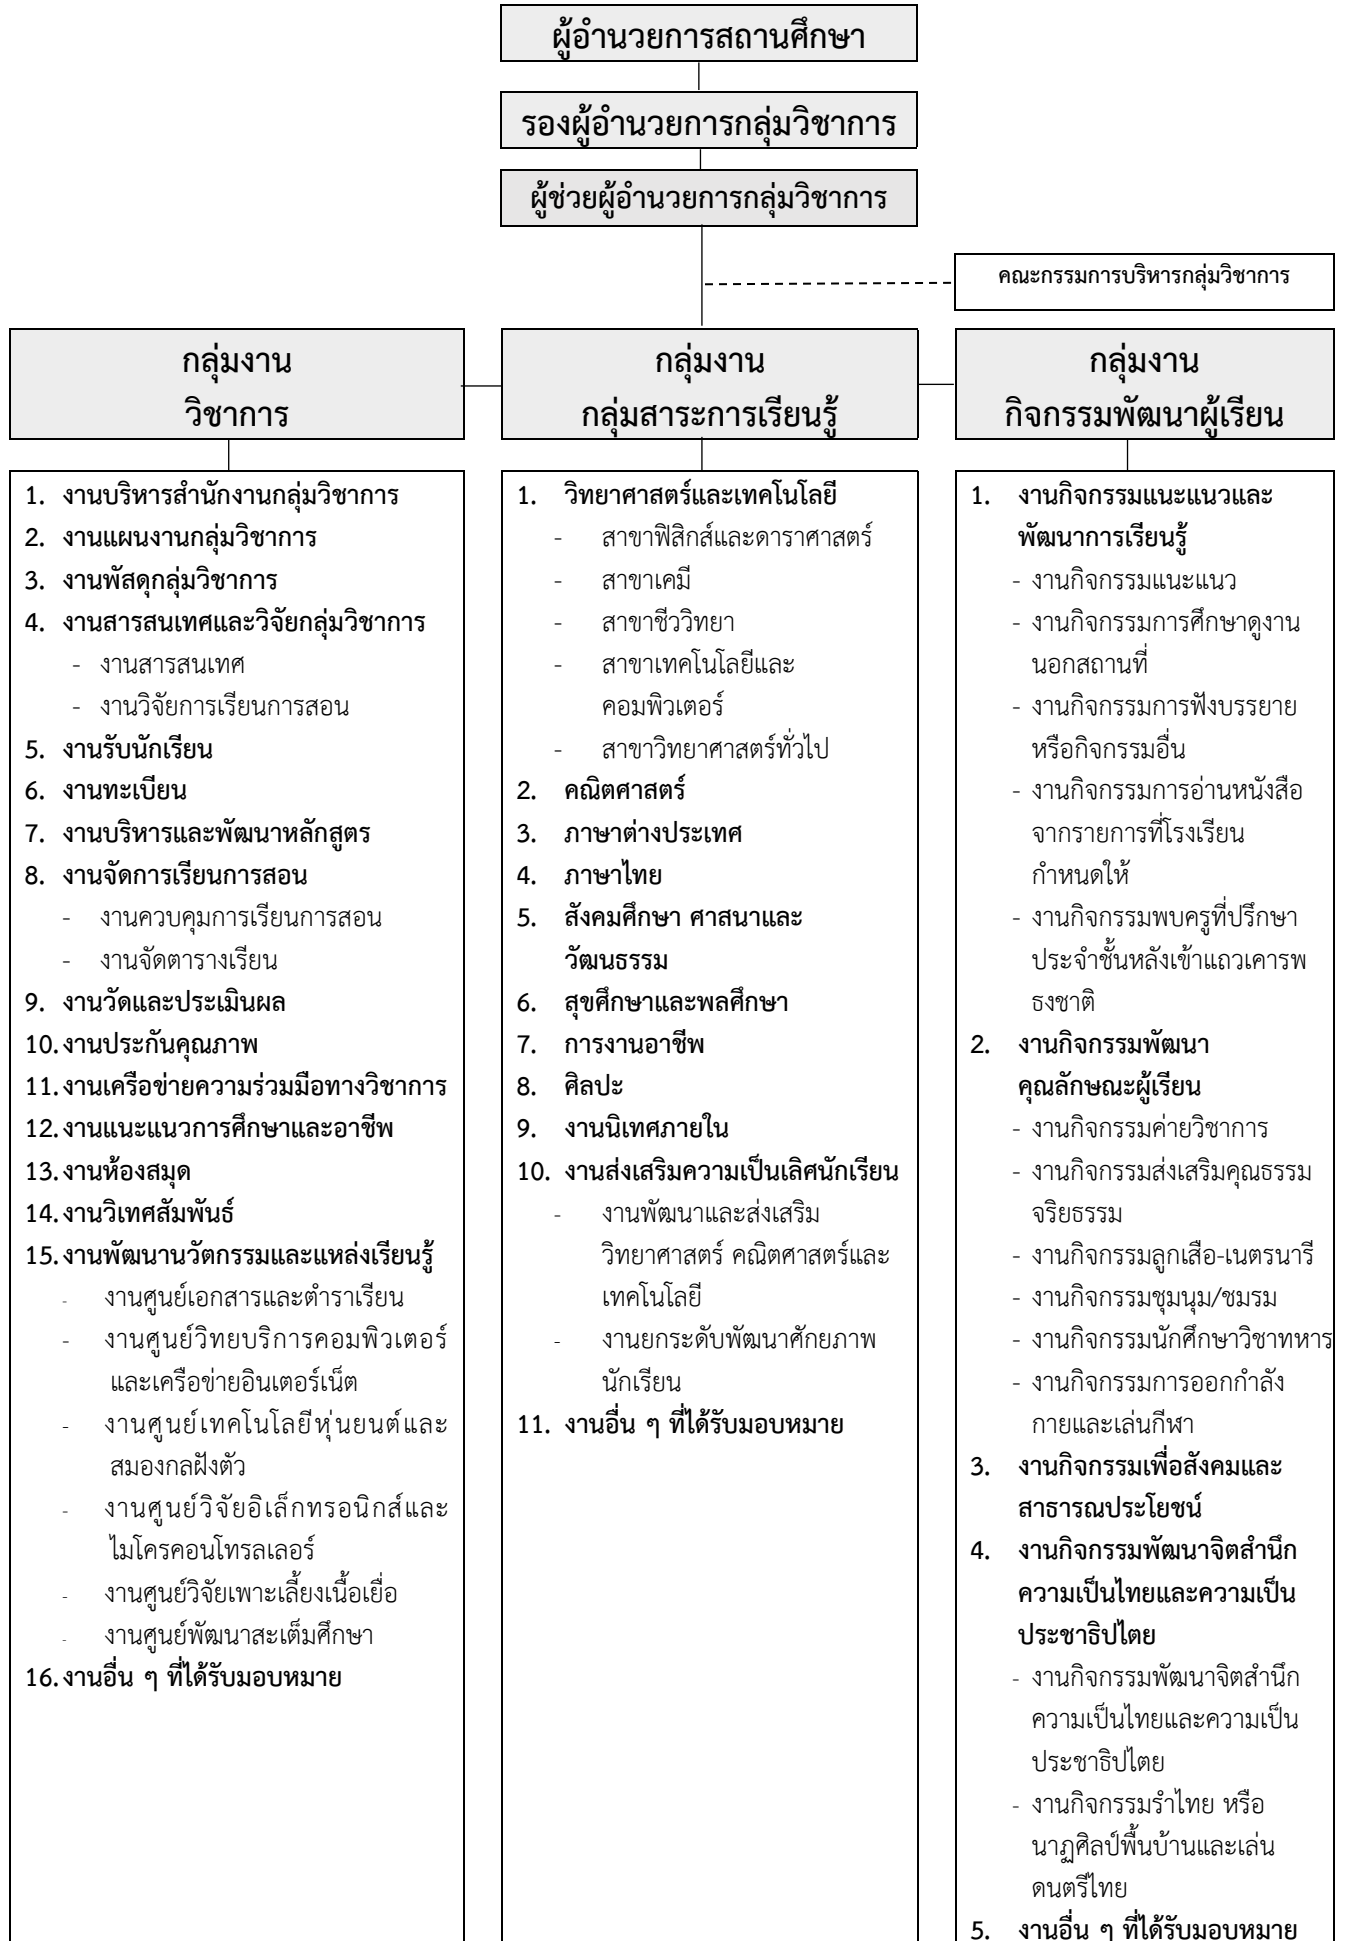 ผู้อำนวยการสถานศึกษา
รองผู้อำนวยการกลุ่มวิชาการ
ผู้ช่วยผู้อำนวยการกลุ่มวิชาการ
คณะกรรมการบริหารกลุ่มวิชาการ
กลุ่มงาน
วิชาการ
1. งานบริหารสำนักงานกลุ่มวิชาการ
2. งานแผนงานกลุ่มวิชาการ
3. งานพัสดุกลุ่มวิชาการ
4. งานสารสนเทศและวิจัยกลุ่มวิชาการ
- งานสารสนเทศ
- งานวิจัยการเรียนการสอน
5. งานรับนักเรียน
6. งานทะเบียน
7. งานบริหารและพัฒนาหลักสูตร
8. งานจัดการเรียนการสอน
- งานควบคุมการเรียนการสอน
- งานจัดตารางเรียน
9. งานวัดและประเมินผล
10. งานประกันคุณภาพ
11. งานเครือข่ายความร่วมมือทางวิชาการ
12. งานแนะแนวการศึกษาและอาชีพ
13. งานห้องสมุด
14. งานวิเทศสัมพันธ์
15. งานพัฒนานวัตกรรมและแหล่งเรียนรู้
- งานศูนย์เอกสารและตำราเรียน
- งานศูนย์วิทยบริการคอมพิวเตอร์
และเครือข่ายอินเตอร์เน็ต
- งานศูนย์เทคโนโลยีหุ่นยนต์และ
สมองกลฝังตัว
- งานศูนย์วิจัยอิเล็กทรอนิกส์และ
ไมโครคอนโทรลเลอร์
- งานศูนย์วิจัยเพาะเลี้ยงเนื้อเยื่อ
- งานศูนย์พัฒนาสะเต็มศึกษา
16. งานอื่น ๆ ที่ได้รับมอบหมาย
กลุ่มงาน
กลุ่มสาระการเรียนรู้
1. วิทยาศาสตร์และเทคโนโลยี
- สาขาฟิสิกส์และดาราศาสตร์
- สาขาเคมี
- สาขาชีววิทยา
- สาขาเทคโนโลยีและ
คอมพิวเตอร์
- สาขาวิทยาศาสตร์ทั่วไป
2. คณิตศาสตร์
3. ภาษาต่างประเทศ
4. ภาษาไทย
5. สังคมศึกษา ศาสนาและ
วัฒนธรรม
6. สุขศึกษาและพลศึกษา
7. การงานอาชีพ
8. ศิลปะ
9. งานนิเทศภายใน
10. งานส่งเสริมความเป็นเลิศนักเรียน
- งานพัฒนาและส่งเสริม
วิทยาศาสตร์ คณิตศาสตร์และ
เทคโนโลยี
- งานยกระดับพัฒนาศักยภาพ
นักเรียน
11. งานอื่น ๆ ที่ได้รับมอบหมาย
กลุ่มงาน
กิจกรรมพัฒนาผู้เรียน
1. งานกิจกรรมแนะแนวและ
พัฒนาการเรียนรู้
- งานกิจกรรมแนะแนว
- งานกิจกรรมการศึกษาดูงาน
นอกสถานที่
- งานกิจกรรมการฟังบรรยาย
หรือกิจกรรมอื่น
- งานกิจกรรมการอ่านหนังสือ
จากรายการที่โรงเรียน
กำหนดให้
- งานกิจกรรมพบครูที่ปรึกษา
ประจำชั้นหลังเข้าแถวเคารพ
ธงชาติ
2. งานกิจกรรมพัฒนา
คุณลักษณะผู้เรียน
- งานกิจกรรมค่ายวิชาการ
- งานกิจกรรมส่งเสริมคุณธรรม
จริยธรรม
- งานกิจกรรมลูกเสือ-เนตรนารี
- งานกิจกรรมชุมนุม/ชมรม
- งานกิจกรรมนักศึกษาวิชาทหาร
- งานกิจกรรมการออกกำลัง
กายและเล่นกีฬา
3. งานกิจกรรมเพื่อสังคมและ
สาธารณประโยชน์
4. งานกิจกรรมพัฒนาจิตสำนึก
ความเป็นไทยและความเป็น
ประชาธิปไตย
- งานกิจกรรมพัฒนาจิตสำนึก
ความเป็นไทยและความเป็น
ประชาธิปไตย
- งานกิจกรรมรำไทย หรือ
นาฏศิลป์พื้นบ้านและเล่น
ดนตรีไทย
5. งานอื่น ๆ ที่ได้รับมอบหมาย